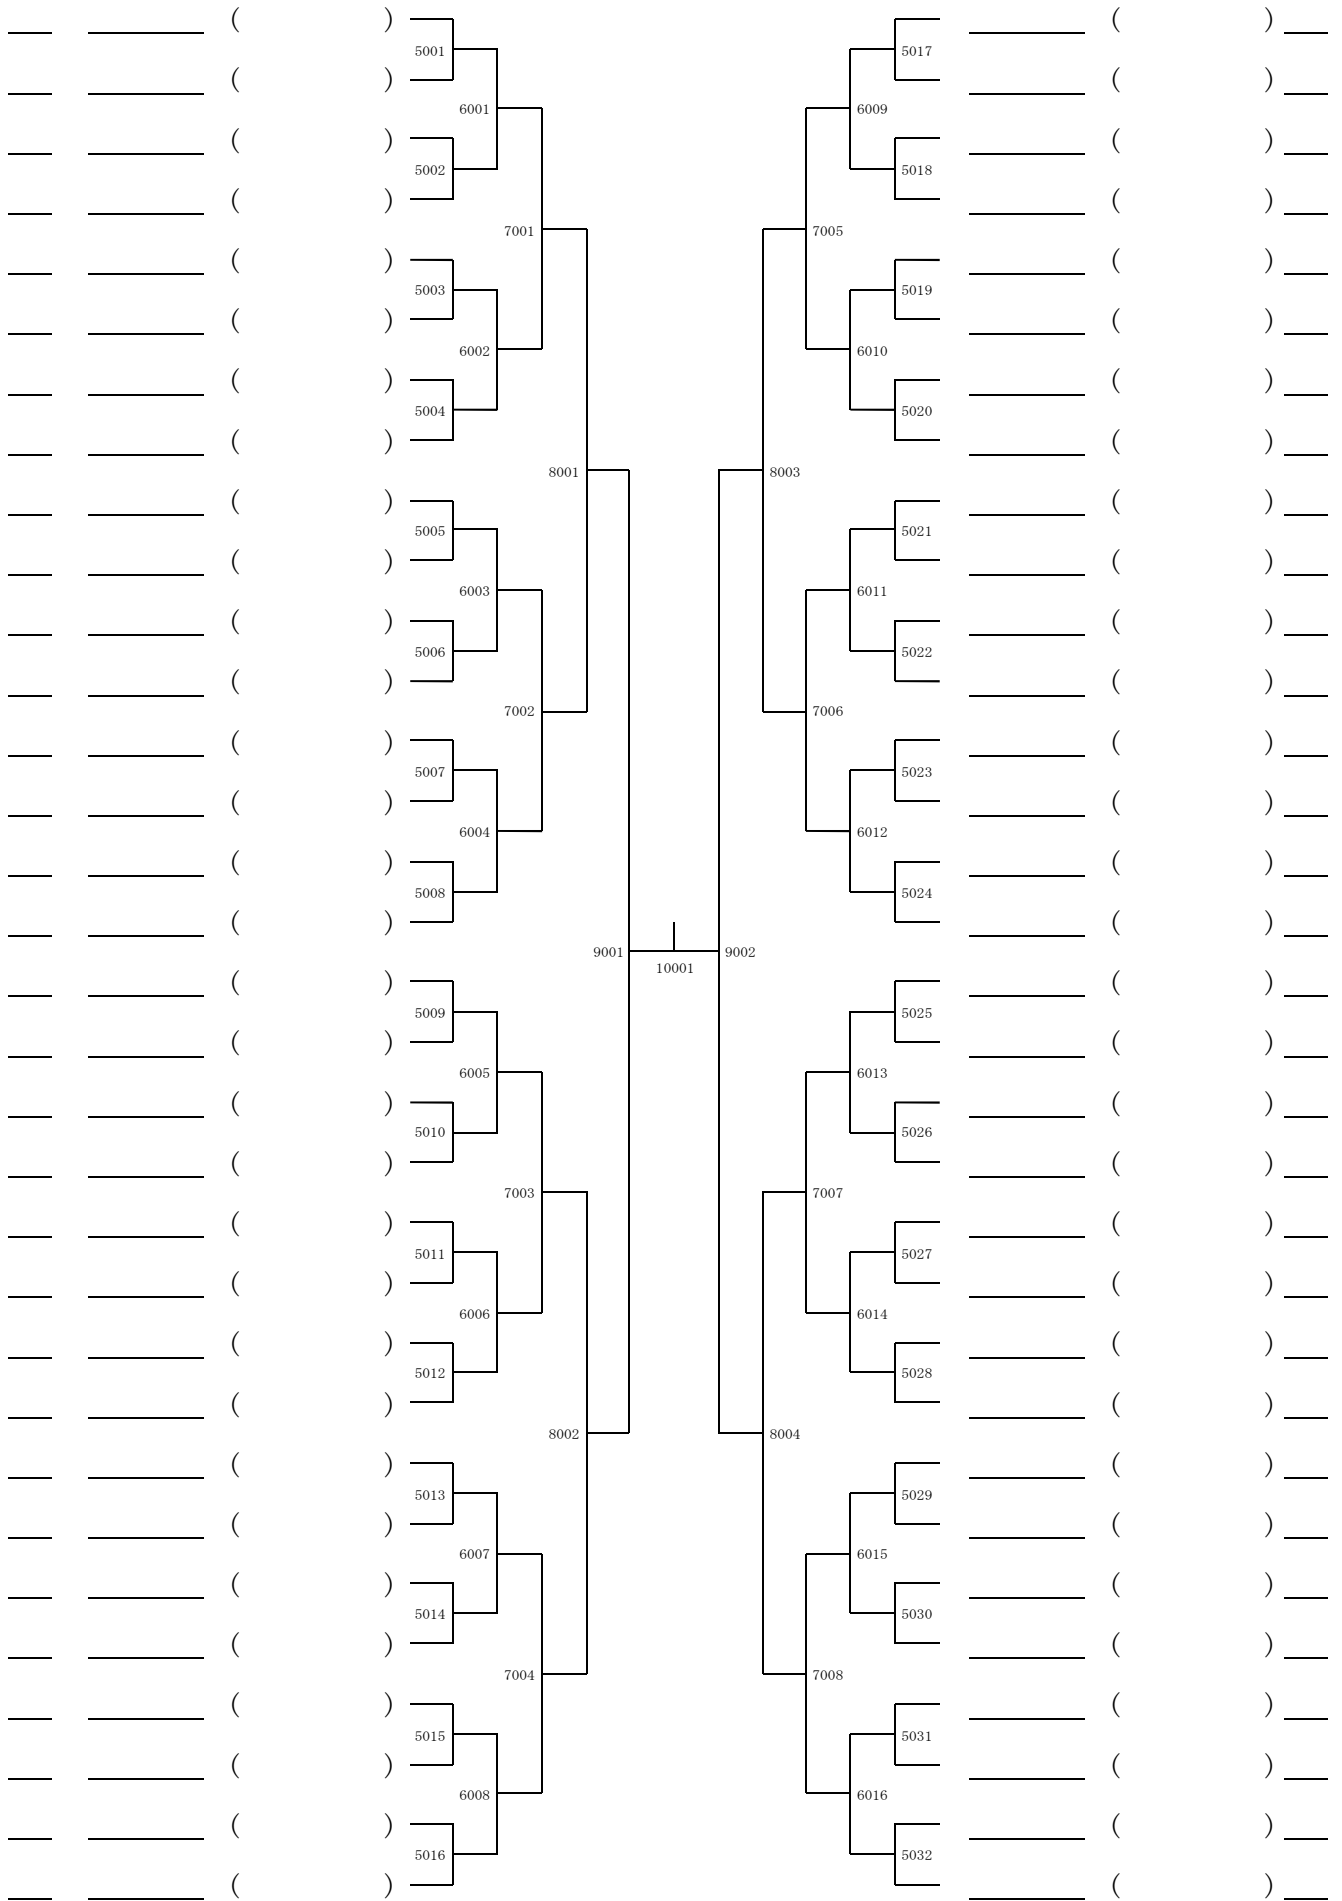 ( ) ( )
5001 5017
( ) ( )
6001 6009
( ) ( )
5002 5018
( ) ( )
7001 7005
( ) ( )
5003 5019
( ) ( )
6002 6010
( ) ( )
5004 5020
( ) ( )
8001 8003
( ) ( )
5005 5021
( ) ( )
6003 6011
( ) ( )
5006 5022
( ) ( )
7002 7006
( ) ( )
5007 5023
( ) ( )
6004 6012
( ) ( )
5008 5024
( ) ( )
9001 9002
10001
( ) ( )
5009 5025
( ) ( )
6005 6013
( ) ( )
5010 5026
( ) ( )
7003 7007
( ) ( )
5011 5027
( ) ( )
6006 6014
( ) ( )
5012 5028
( ) ( )
8002 8004
( ) ( )
5013 5029
( ) ( )
6007 6015
( ) ( )
5014 5030
( ) ( )
7004 7008
( ) ( )
5015 5031
( ) ( )
6008 6016
( ) ( )
5016 5032
( ) ( )